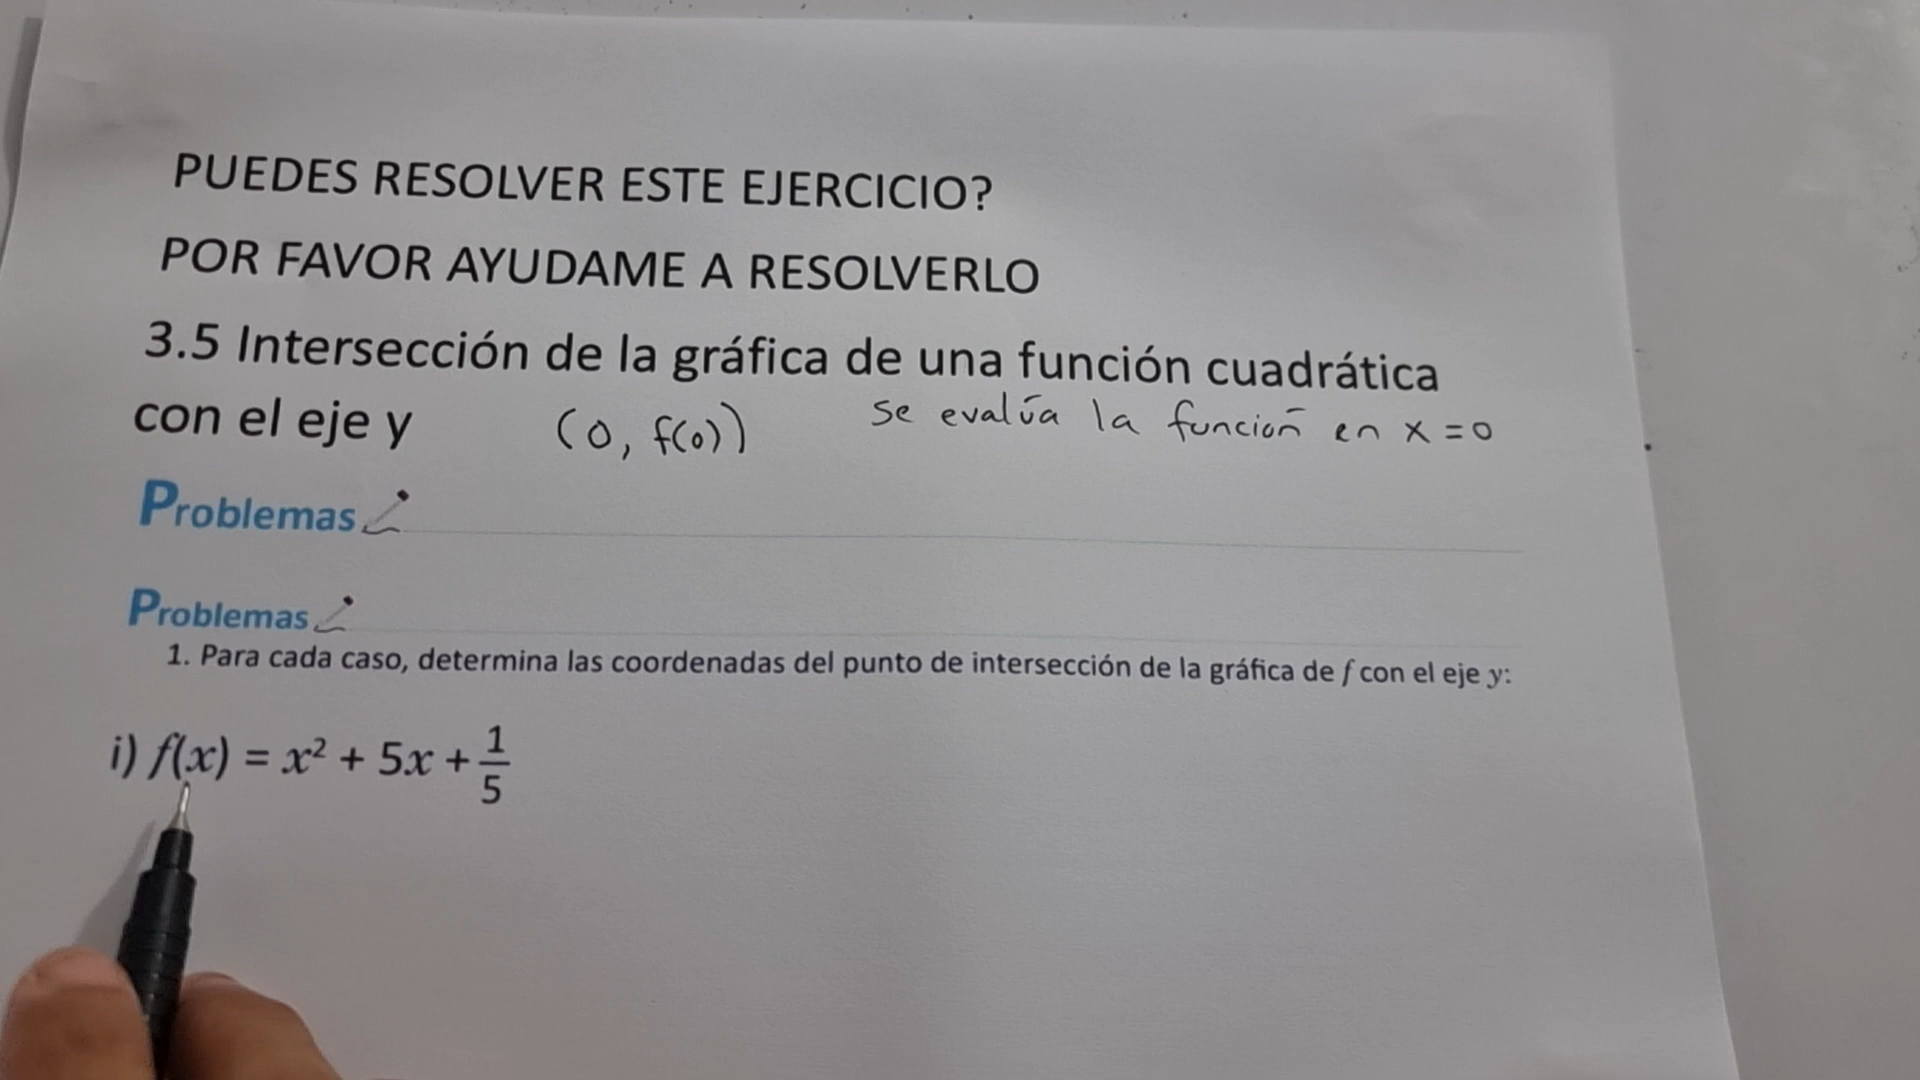 PUEDES RESOLVER ESTE EJERCICIO?
POR FAVOR AYUDAME A RESOLVERLO
3.5 Intersección de la gráfica de una función cuadrática
con el eje y (0, f(0)) se evalúa la función en x = 0
Problemas
Problemas
1. Para cada caso, determina las coordenadas del punto de intersección de la gráfica de f con el eje y:
i) f(x) = x² + 5x + 1/5